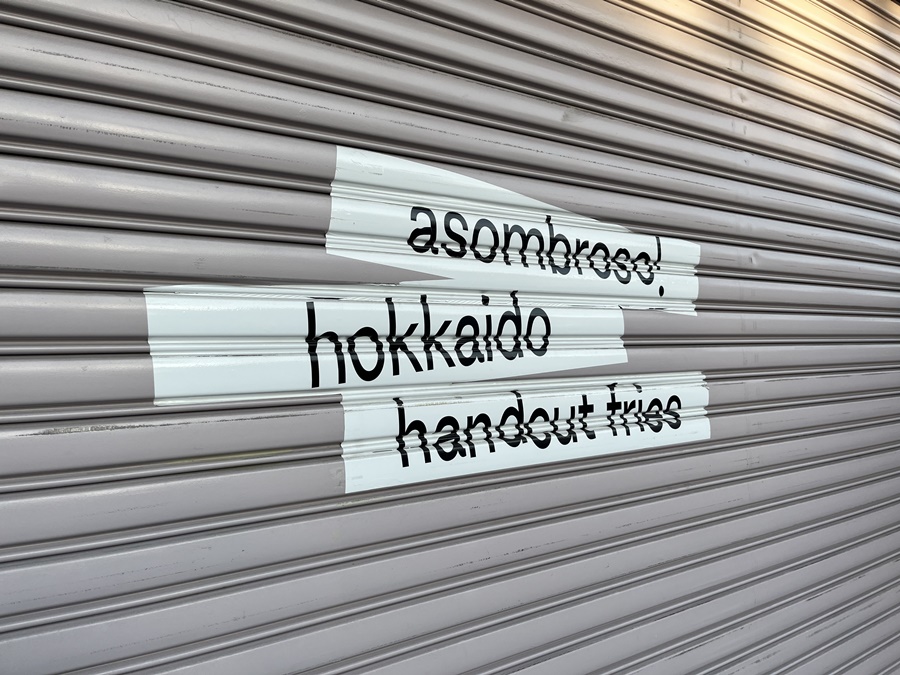 asombroso!
hokkaido
handcut fries